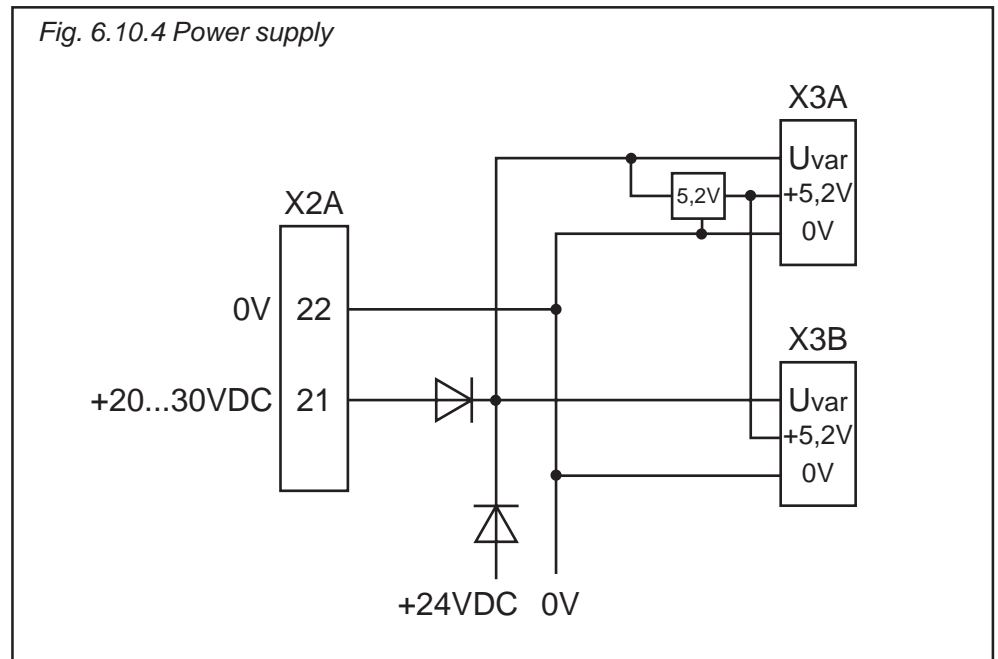 Fig. 6.10.4 Power supply
X3A
Uvar
5,2V
+5,2V
0V
X2A
0V 22
X3B
+20...30VDC 21
Uvar
+5,2V
0V
+24VDC 0V